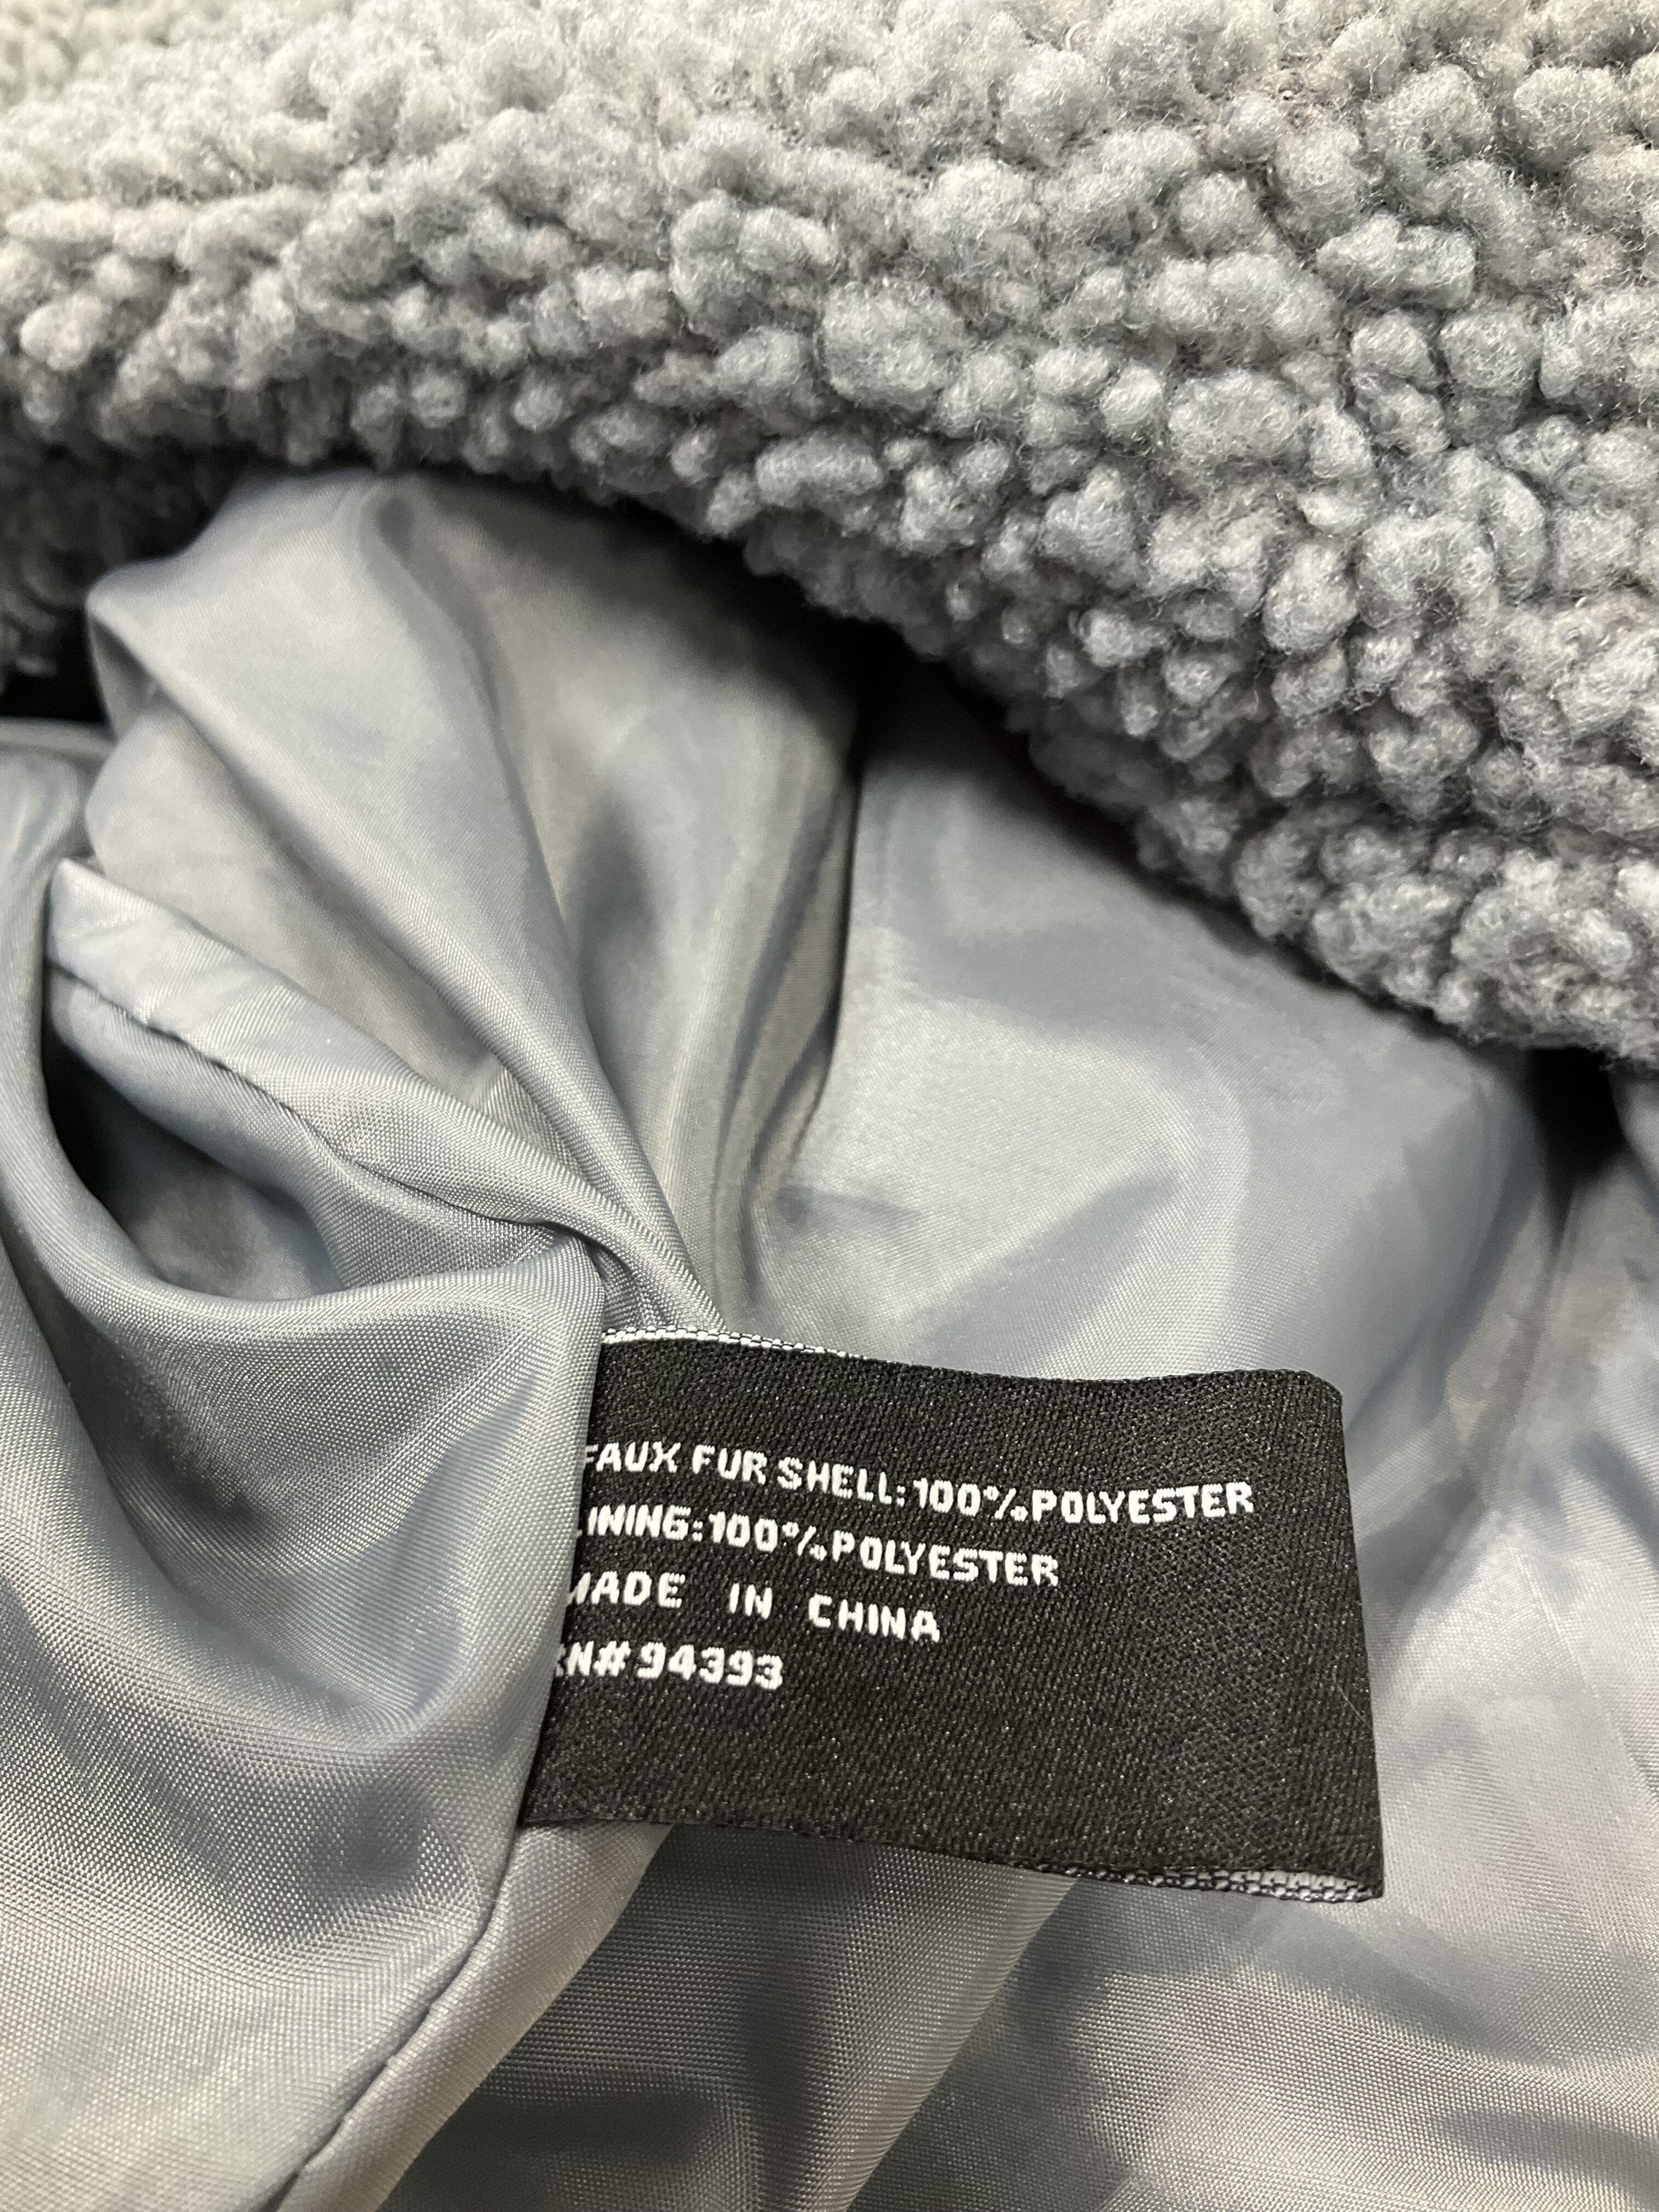 FAUX FUR SHELL:100%POLYESTER
LINING:100%POLYESTER
MADE IN CHINA
RN# 94393